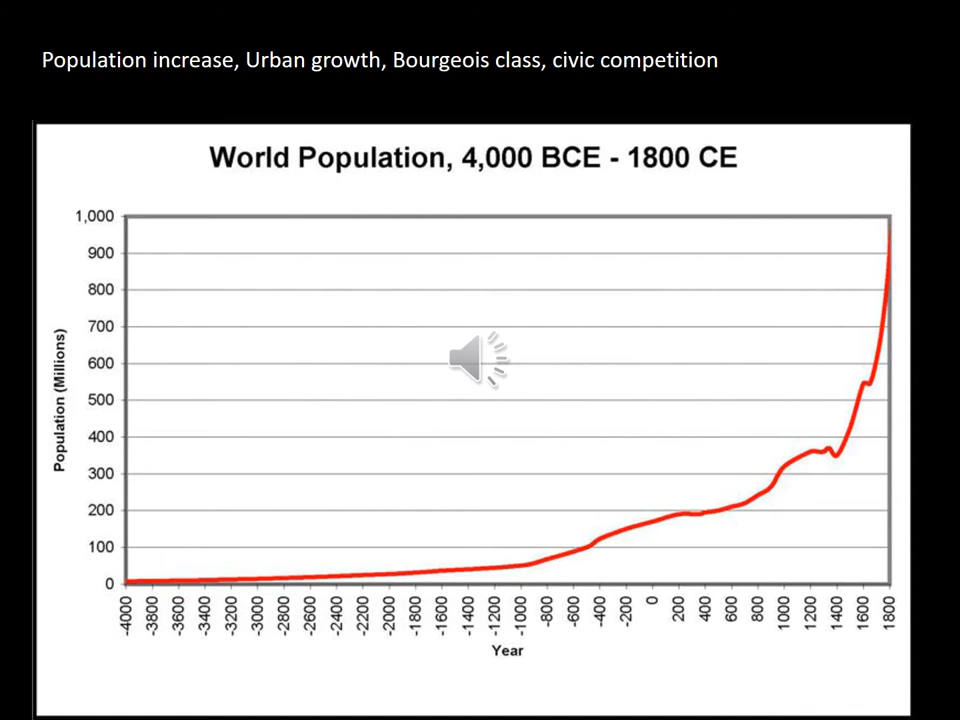 Population increase, Urban growth, Bourgeois class, civic competition
World Population, 4,000 BCE - 1800 CE
1,000
900
800
700
600
500
400
300
200
100
0
Population (Millions)
-4000 -3800 -3600 -3400 -3200 -3000 -2800 -2600 -2400 -2200 -2000 -1800 -1600 -1400 -1200 -1000 -800 -600 -400 -200 0 200 400 600 800 1000 1200 1400 1600 1800
Year